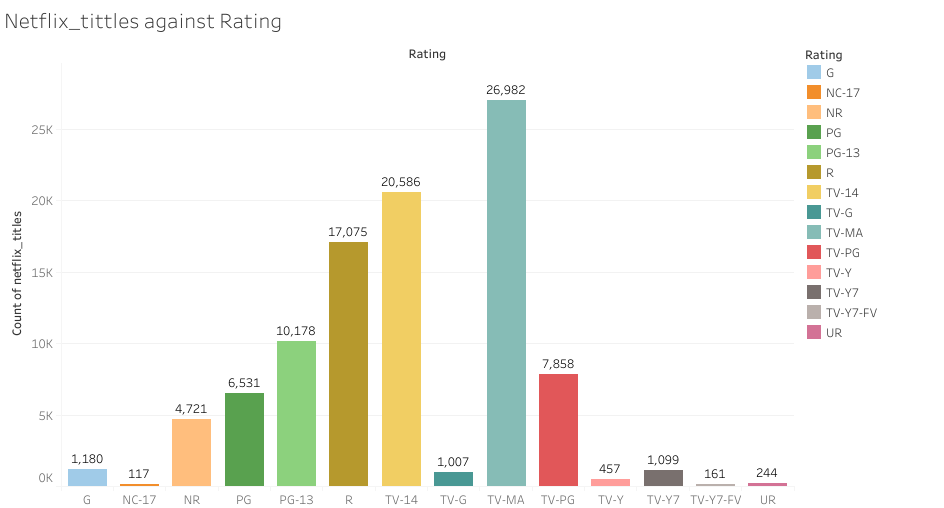 Netflix_tittles against Rating
Rating
Rating
G
NC-17
NR
PG
PG-13
R
TV-14
TV-G
TV-MA
TV-PG
TV-Y
TV-Y7
TV-Y7-FV
UR
Count of netflix_titles
25K
20K
15K
10K
5K
0K
1,180
117
4,721
6,531
10,178
17,075
20,586
1,007
26,982
7,858
457
1,099
161
244
G NC-17 NR PG PG-13 R TV-14 TV-G TV-MA TV-PG TV-Y TV-Y7 TV-Y7-FV UR